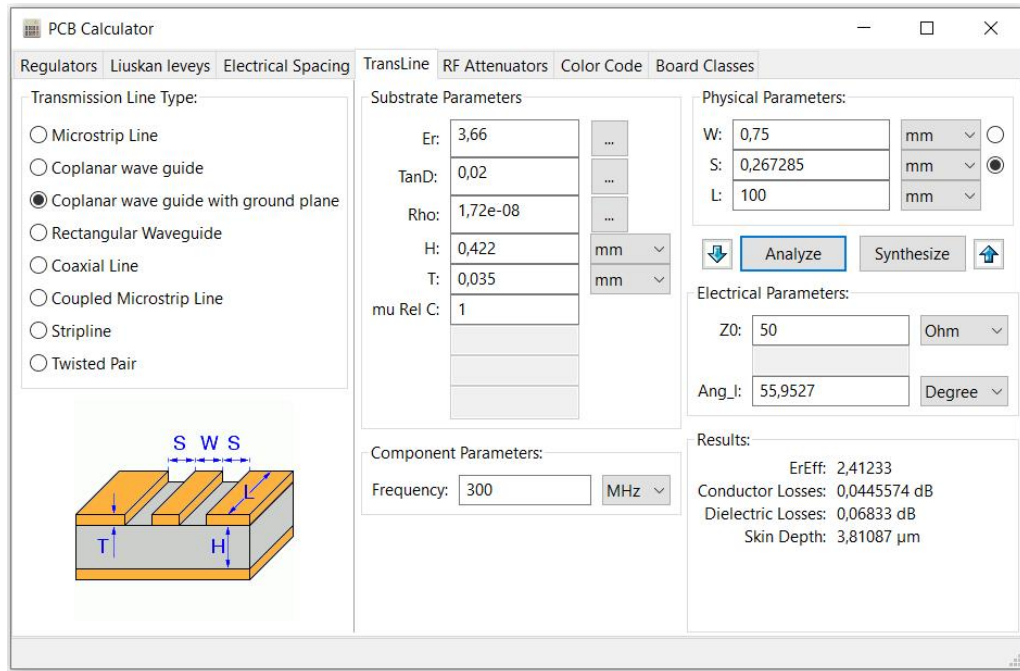 PCB Calculator
Regulators Liuskan leveys Electrical Spacing TransLine RF Attenuators Color Code Board Classes
Transmission Line Type:
Microstrip Line
Coplanar wave guide
Coplanar wave guide with ground plane
Rectangular Waveguide
Coaxial Line
Coupled Microstrip Line
Stripline
Twisted Pair
S W S
L
T H
Substrate Parameters
Er: 3,66 ...
TanD: 0,02 ...
Rho: 1,72e-08 ...
H: 0,422 mm
T: 0,035 mm
mu Rel C: 1
Component Parameters:
Frequency: 300 MHz
Physical Parameters:
W: 0,75 mm
S: 0,267285 mm
L: 100 mm
Analyze Synthesize
Electrical Parameters:
Z0: 50 Ohm
Ang_l: 55,9527 Degree
Results:
ErEff: 2,41233
Conductor Losses: 0,0445574 dB
Dielectric Losses: 0,06833 dB
Skin Depth: 3,81087 µm